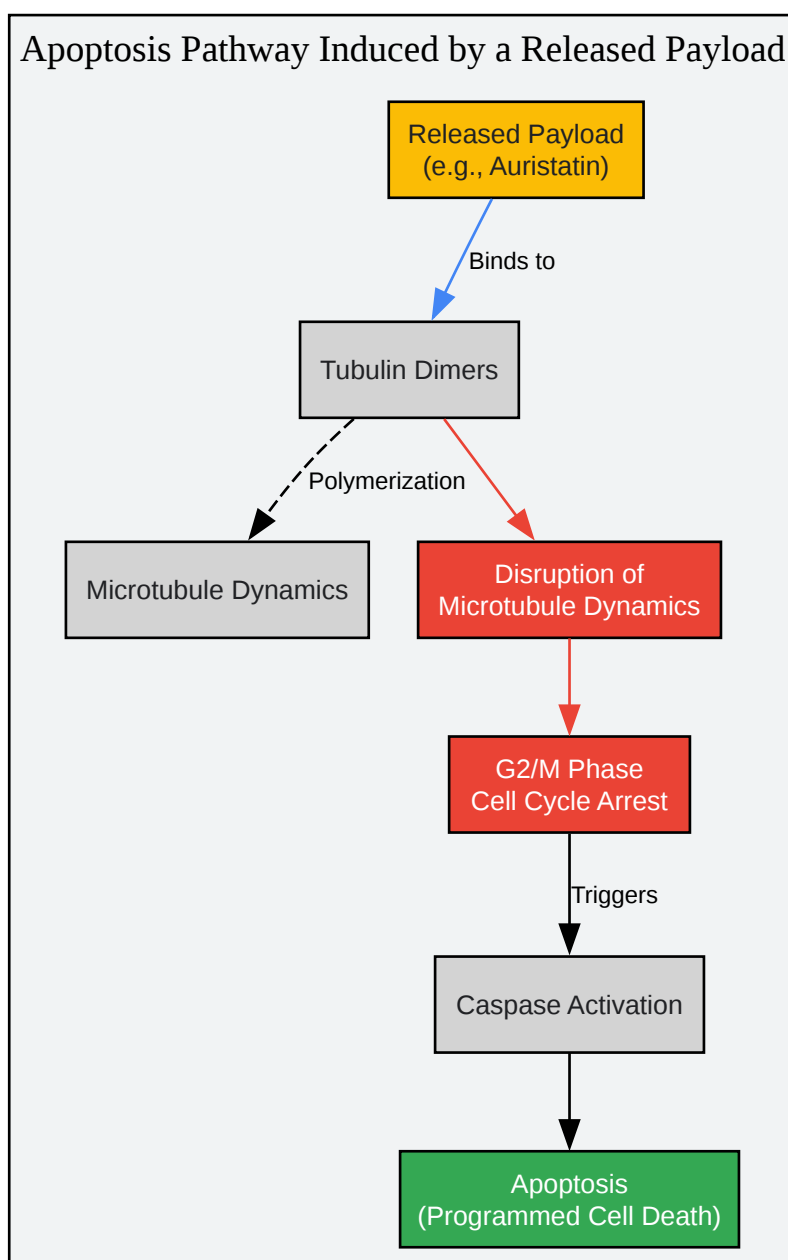 Apoptosis Pathway Induced by a Released Payload
Released Payload
(e.g., Auristatin)
Binds to
Tubulin Dimers
Polymerization
Microtubule Dynamics
Disruption of
Microtubule Dynamics
G2/M Phase
Cell Cycle Arrest
Triggers
Caspase Activation
Apoptosis
(Programmed Cell Death)